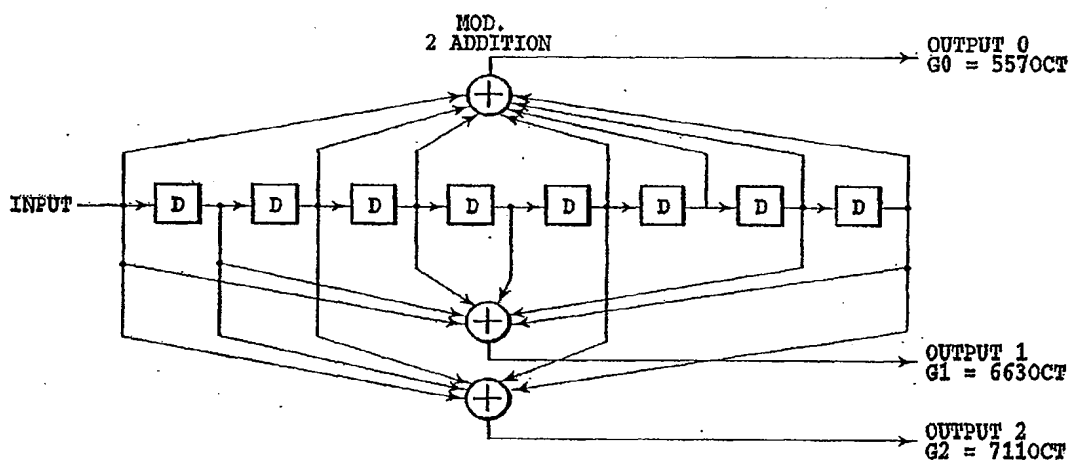 MOD.
2 ADDITION
OUTPUT 0
G0 = 557OCT
INPUT
D D D D D D D D
OUTPUT 1
G1 = 663OCT
OUTPUT 2
G2 = 711OCT